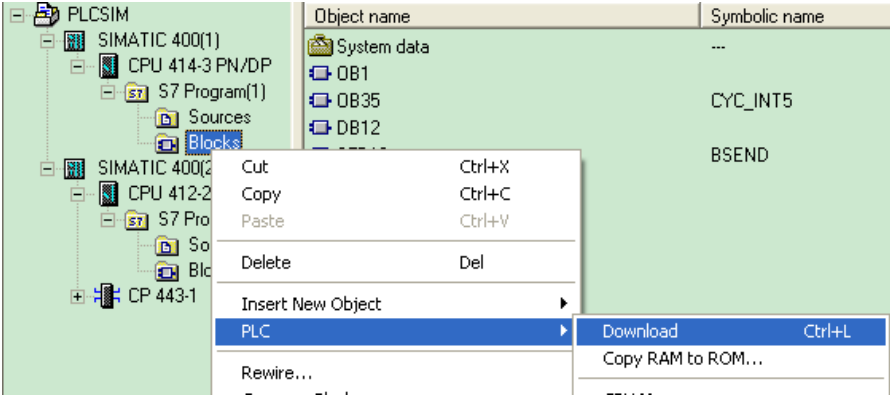 PLCSIM
SIMATIC 400(1)
CPU 414-3 PN/DP
S7 Program(1)
Sources
Blocks
SIMATIC 400(2
CPU 412-2
S7 Pro
So
Blo
CP 443-1
Object name Symbolic name
System data ---
OB1
OB35 CYC_INT5
DB12
BSEND
Cut Ctrl+X
Copy Ctrl+C
Paste Ctrl+V
Delete Del
Insert New Object
PLC
Rewire...
Download Ctrl+L
Copy RAM to ROM...